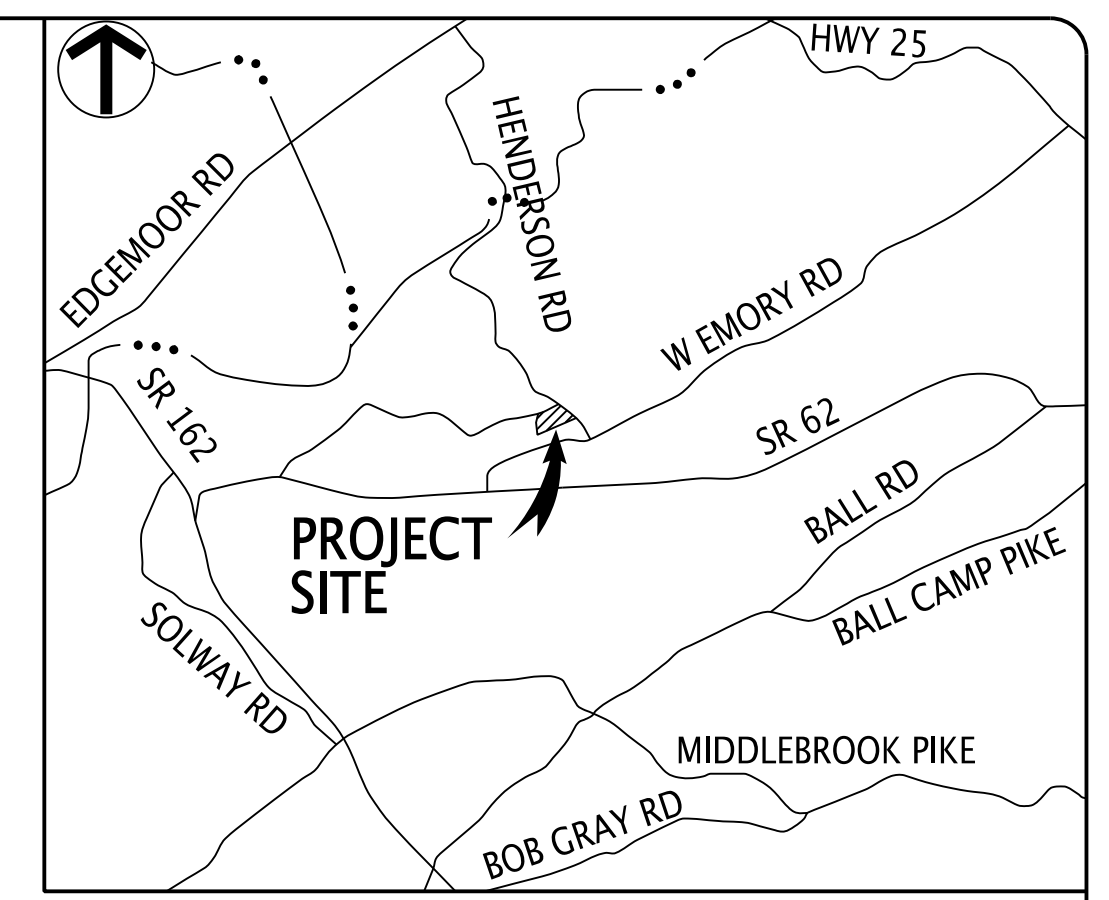 HWY 25
HENDERSON RD
EDGEMOOR RD
W EMORY RD
SR 162
SR 62
BALL RD
PROJECT
SITE
BALL CAMP PIKE
SOLWAY RD
MIDDLEBROOK PIKE
BOB GRAY RD